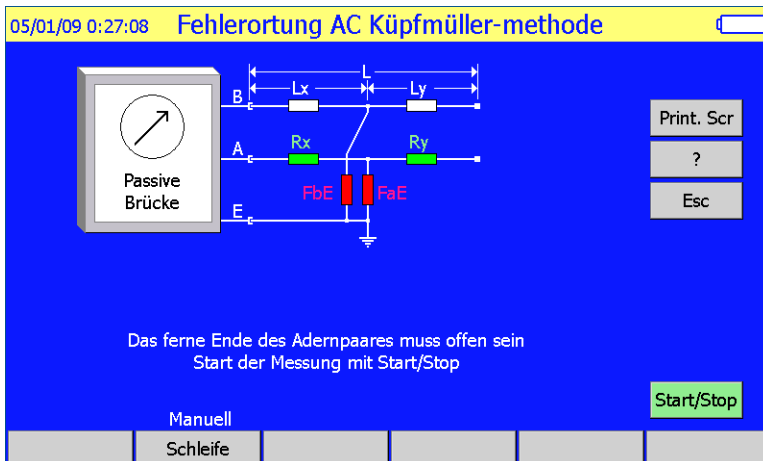 05/01/09 0:27:08 Fehlerortung AC Küpfmüller-methode
L
Lx Ly
B
Print. Scr
Rx Ry
A
?
Passive
Brücke
FbE FaE
Esc
E
Das ferne Ende des Adernpaares muss offen sein
Start der Messung mit Start/Stop
Start/Stop
Manuell
Schleife